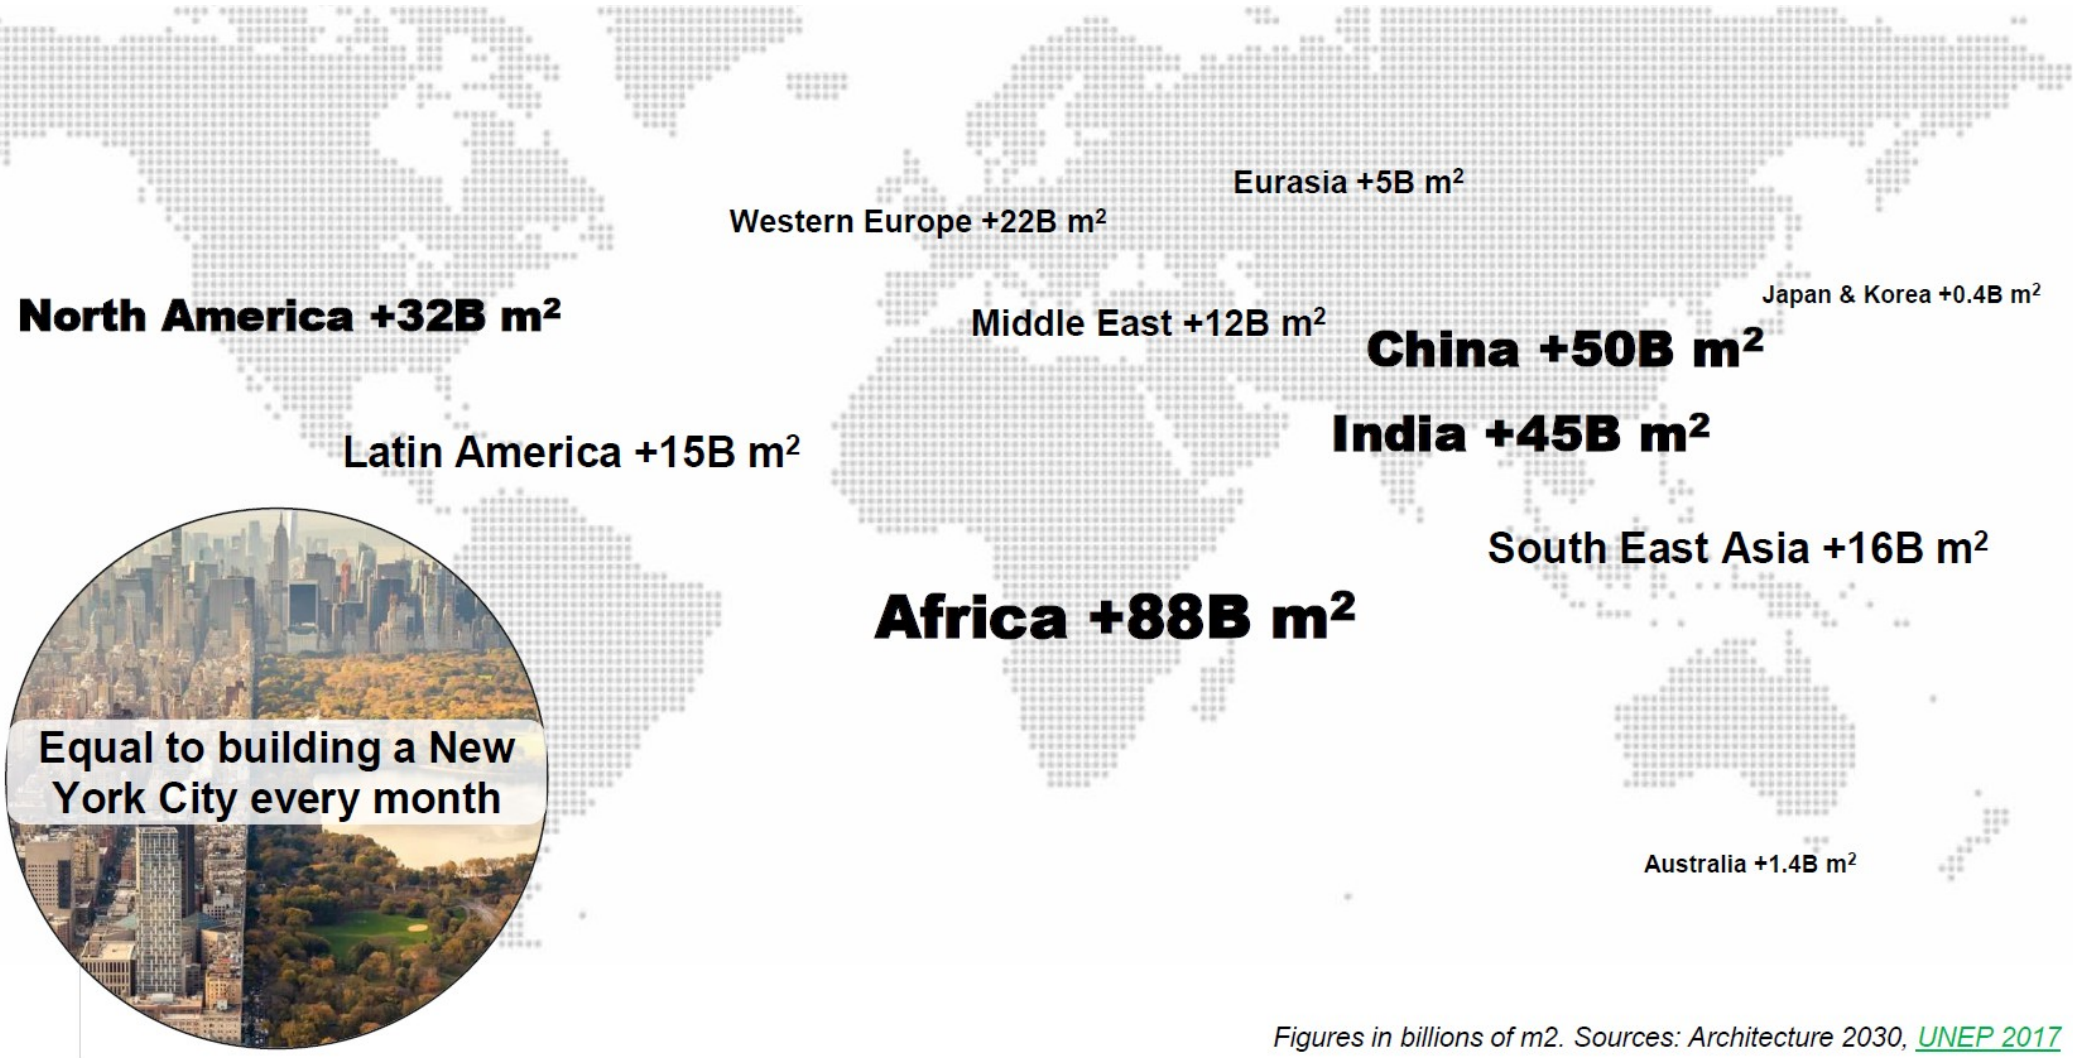 Eurasia +5B m²
Western Europe +22B m²
Japan & Korea +0.4B m²
North America +32B m²
Middle East +12B m²
China +50B m²
India +45B m²
Latin America +15B m²
South East Asia +16B m²
Africa +88B m²
Equal to building a New
York City every month
Australia +1.4B m²
Figures in billions of m2. Sources: Architecture 2030, UNEP 2017